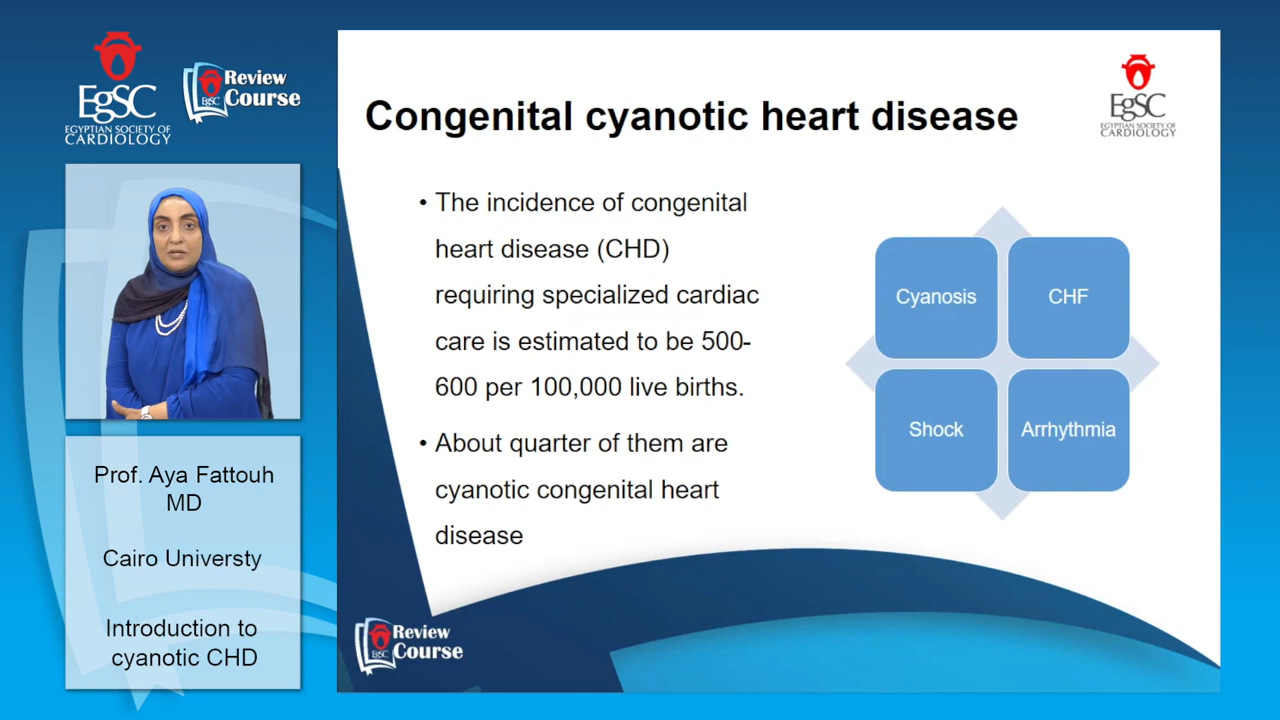 EgSC
EGYPTIAN SOCIETY OF
CARDIOLOGY
Review
EgSC
Course
Prof. Aya Fattouh
MD
Cairo Universty
Introduction to
cyanotic CHD
EgSC
EGYPTIAN SOCIETY OF
CARDIOLOGY
Congenital cyanotic heart disease
• The incidence of congenital
heart disease (CHD)
requiring specialized cardiac
care is estimated to be 500-
600 per 100,000 live births.
• About quarter of them are
cyanotic congenital heart
disease
Cyanosis
CHF
Shock
Arrhythmia
Review
EgSC
Course